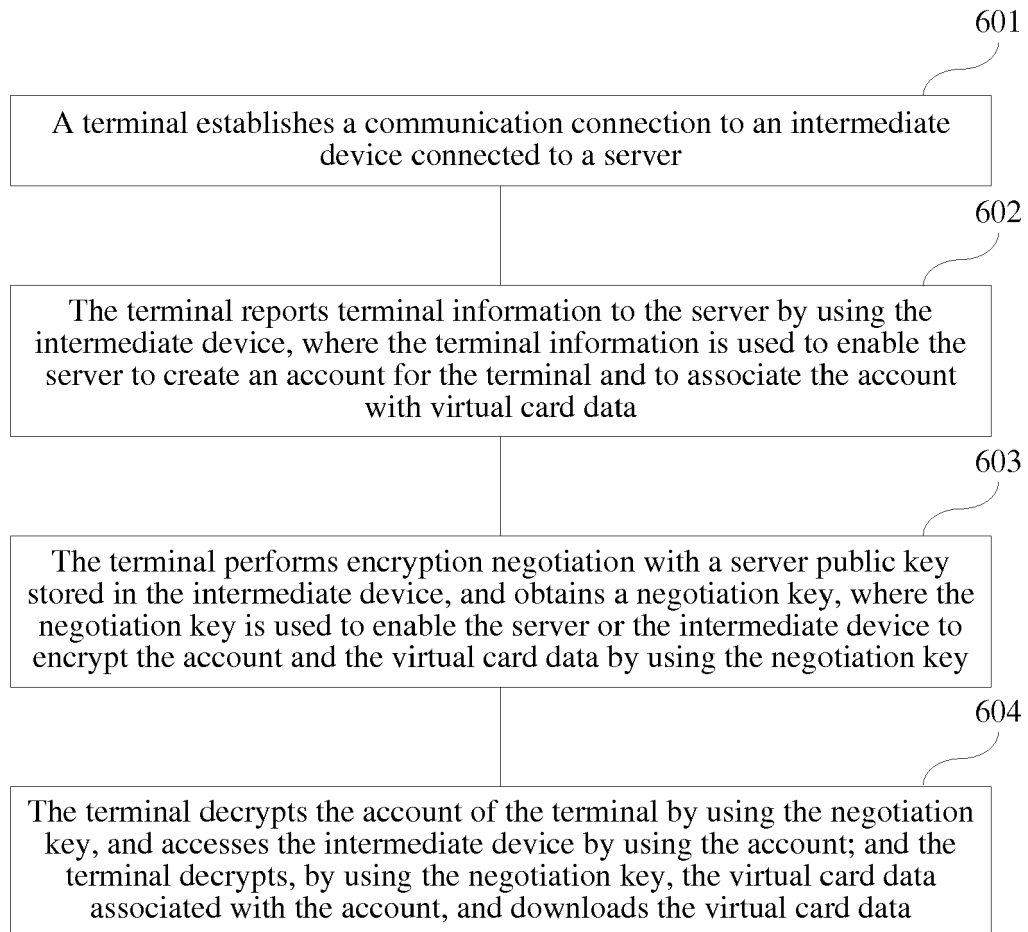 601
A terminal establishes a communication connection to an intermediate
device connected to a server
602
The terminal reports terminal information to the server by using the
intermediate device, where the terminal information is used to enable the
server to create an account for the terminal and to associate the account
with virtual card data
603
The terminal performs encryption negotiation with a server public key
stored in the intermediate device, and obtains a negotiation key, where the
negotiation key is used to enable the server or the intermediate device to
encrypt the account and the virtual card data by using the negotiation key
604
The terminal decrypts the account of the terminal by using the negotiation
key, and accesses the intermediate device by using the account; and the
terminal decrypts, by using the negotiation key, the virtual card data
associated with the account, and downloads the virtual card data